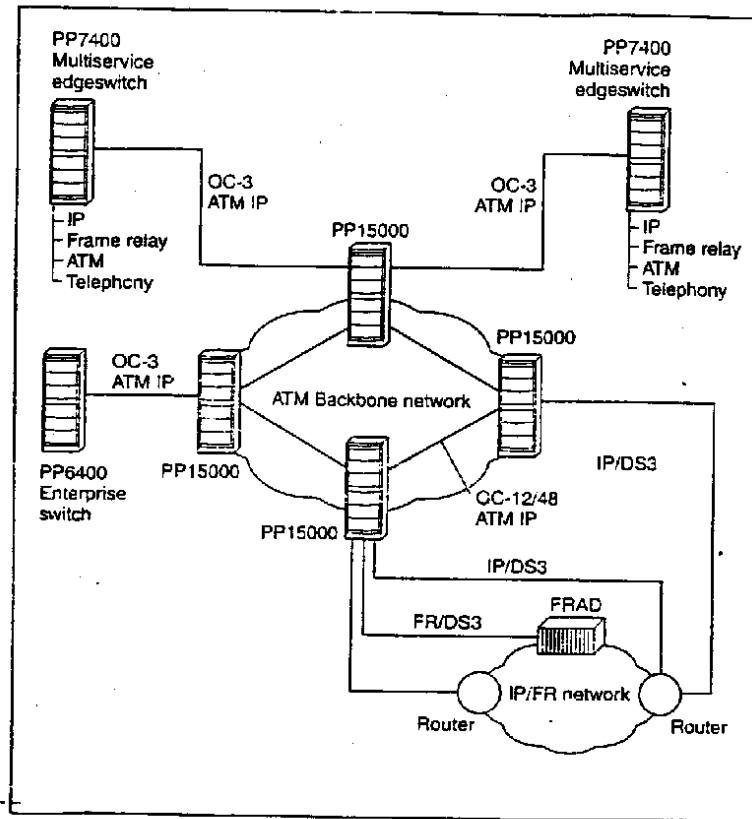 PP7400
Multiservice
edgeswitch
PP7400
Multiservice
edgeswitch
OC-3
ATM IP
OC-3
ATM IP
IP
Frame relay
ATM
Telephony
PP15000
IP
Frame relay
ATM
Telephony
OC-3
ATM IP
PP15000
ATM Backbone network
PP6400
Enterprise
switch
PP15000
IP/DS3
OC-12/48
ATM IP
PP15000
IP/DS3
FRAD
FR/DS3
IP/FR network
Router
Router